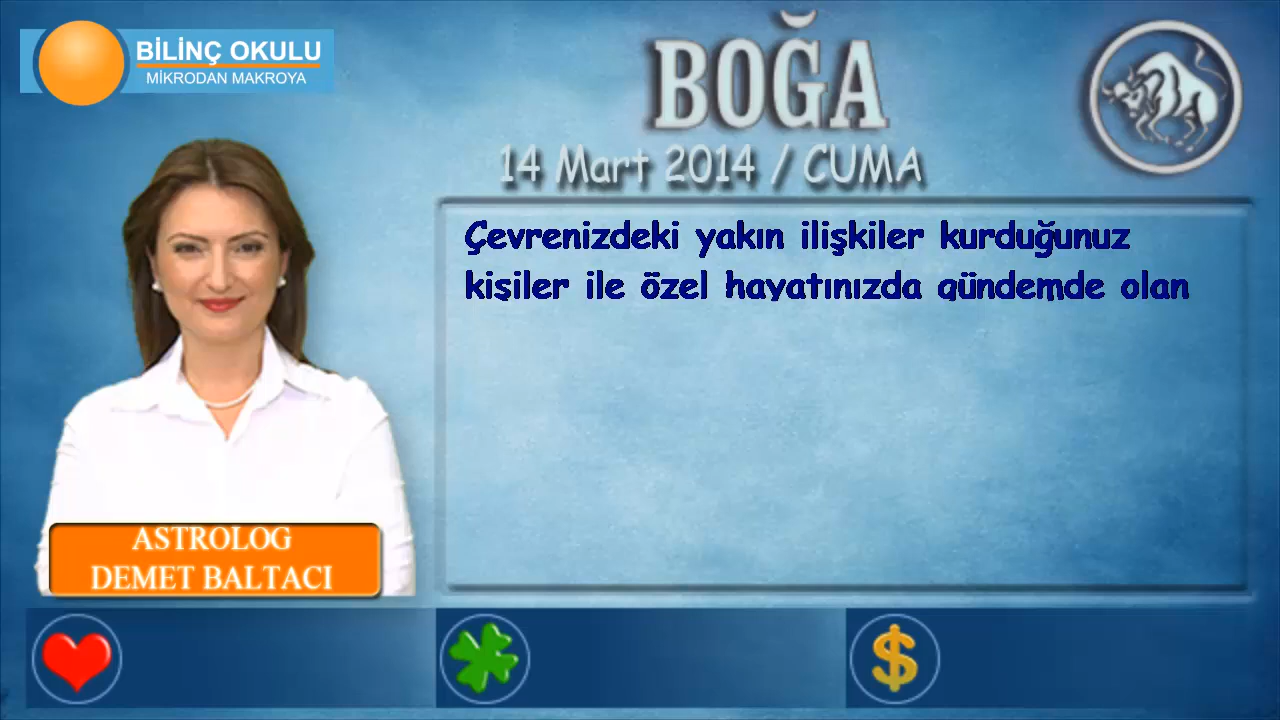 BİLİNÇ OKULU
MİKRODAN MAKROYA
BOĞA
14 Mart 2014 / CUMA
Çevrenizdeki yakın ilişkiler kurduğunuz
kişiler ile özel hayatınızda gündemde olan
ASTROLOG
DEMET BALTACI